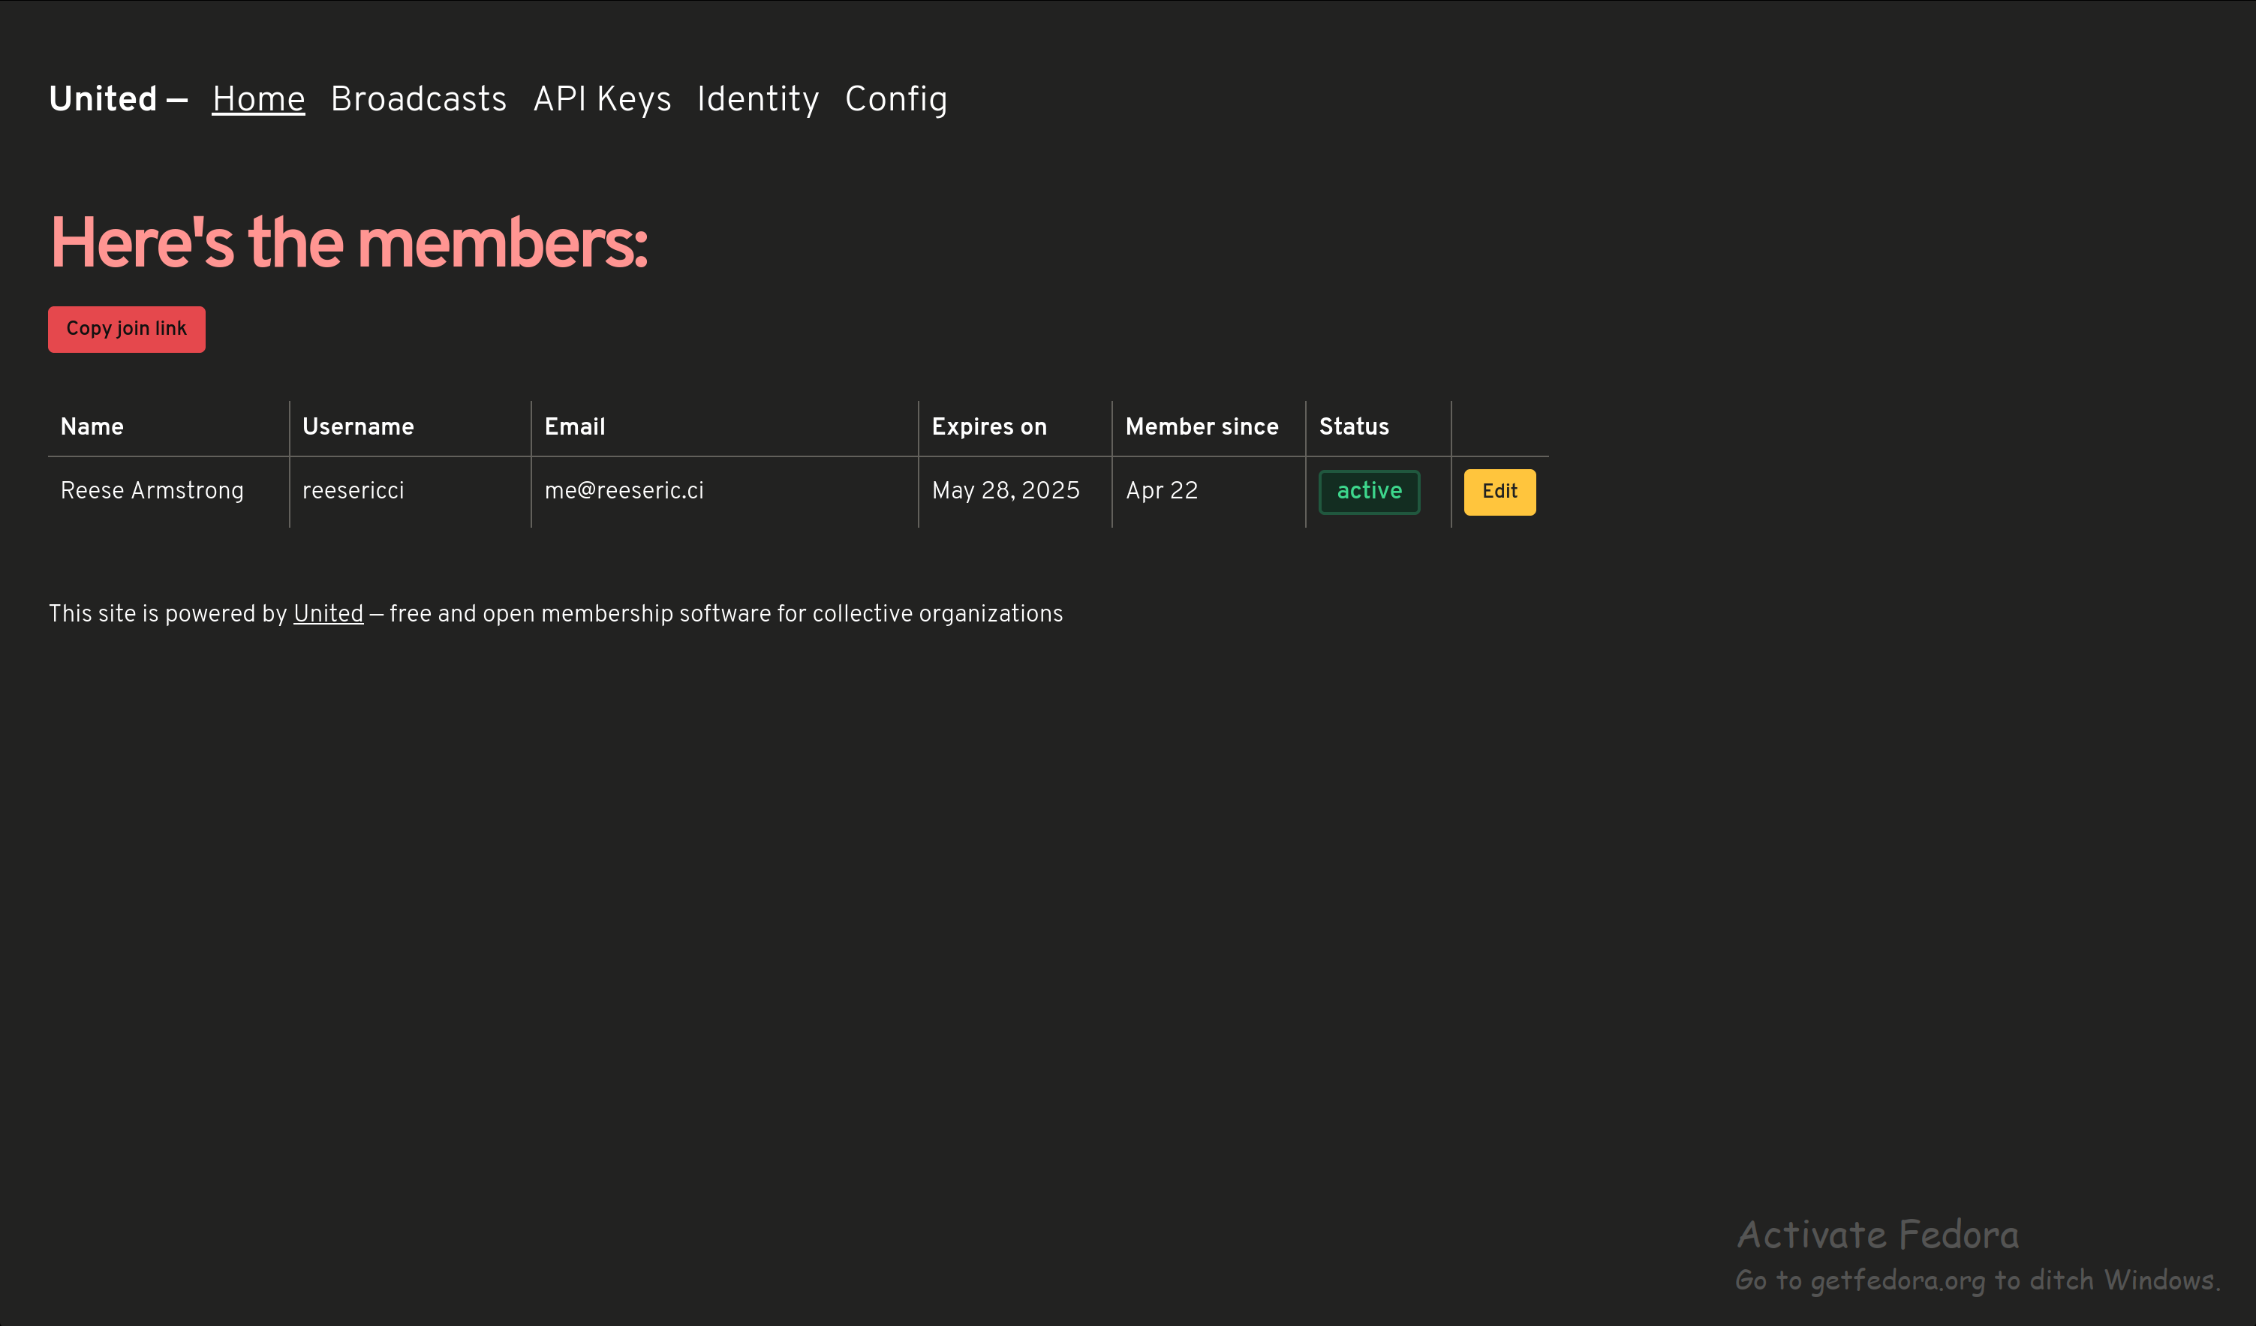 United — Home Broadcasts API Keys Identity Config
Here's the members:
Copy join link
Name Username Email Expires on Member since Status
Reese Armstrong reesericci me@reeseric.ci May 28, 2025 Apr 22 active Edit
This site is powered by United — free and open membership software for collective organizations
Activate Fedora
Go to getfedora.org to ditch Windows.